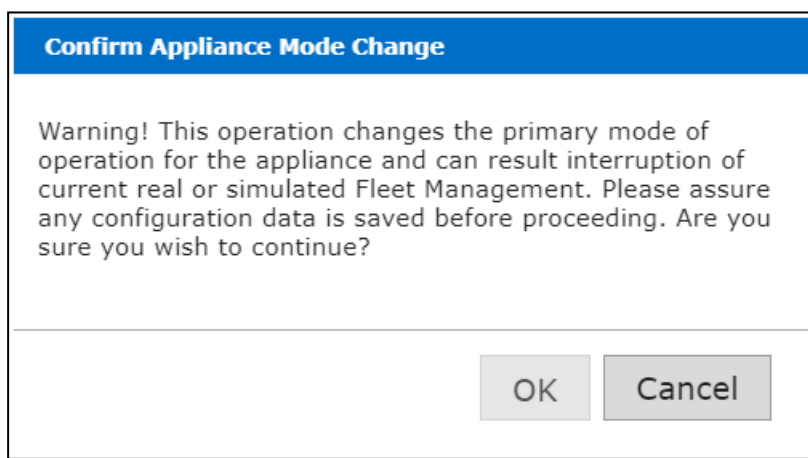 Confirm Appliance Mode Change
Warning! This operation changes the primary mode of
operation for the appliance and can result interruption of
current real or simulated Fleet Management. Please assure
any configuration data is saved before proceeding. Are you
sure you wish to continue?
OK
Cancel